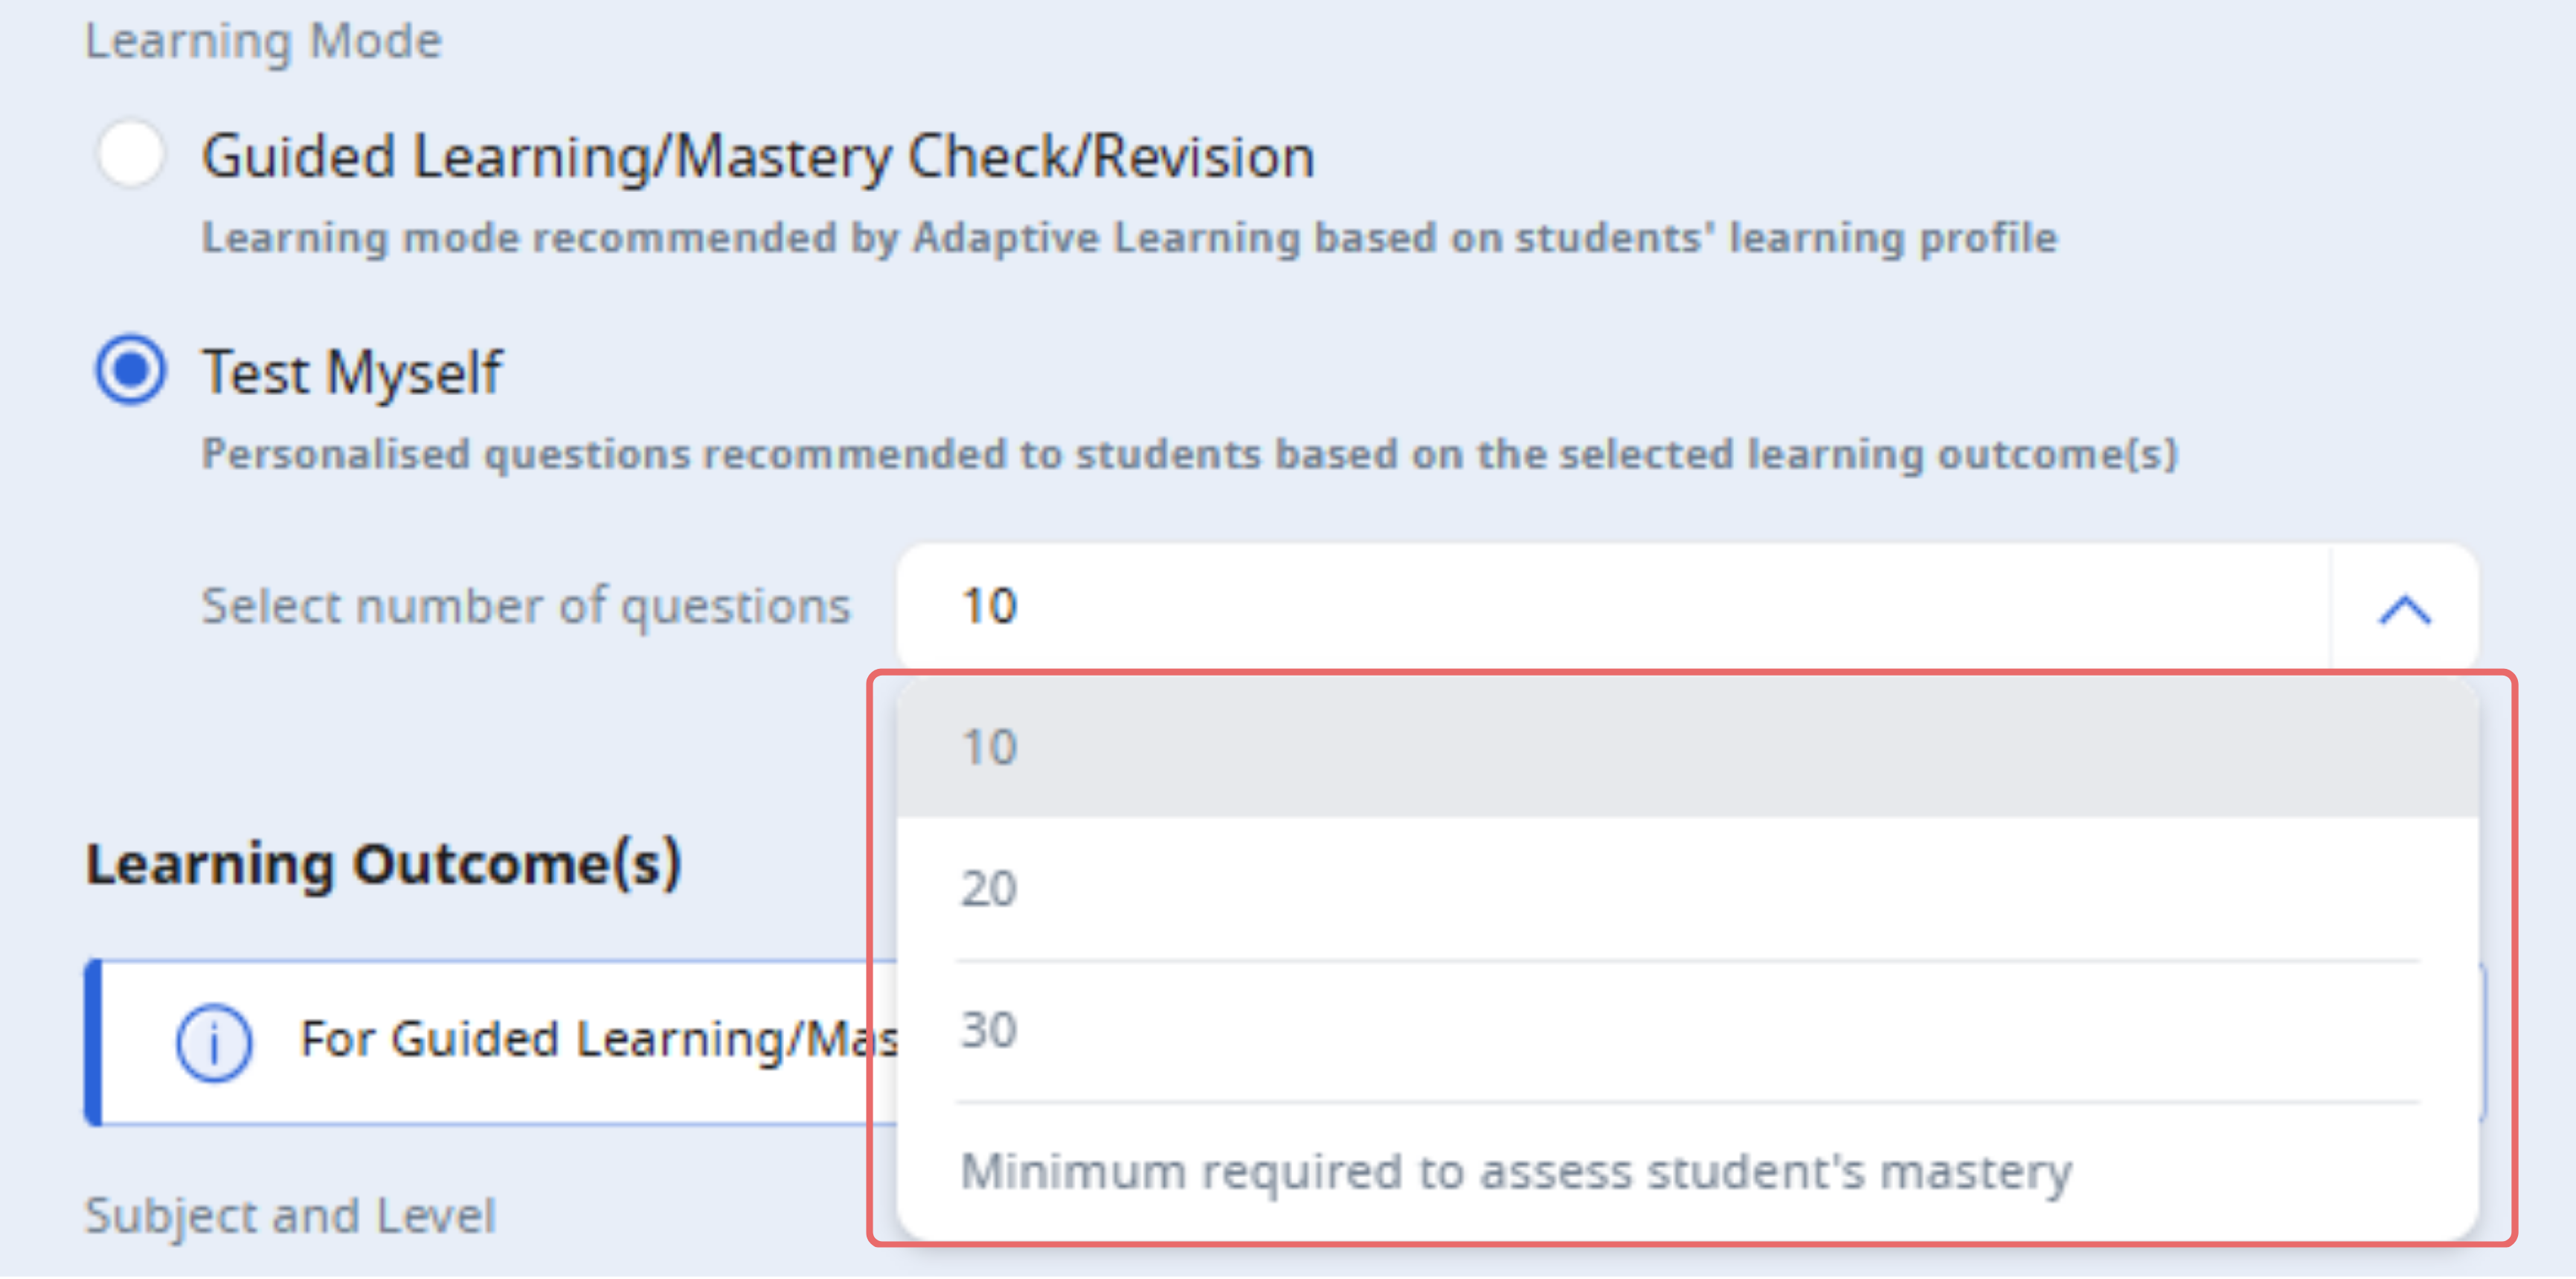 Learning Mode
Guided Learning/Mastery Check/Revision
Learning mode recommended by Adaptive Learning based on students' learning profile
Test Myself
Personalised questions recommended to students based on the selected learning outcome(s)
Select number of questions 10
10
20
30
Minimum required to assess student's mastery
Learning Outcome(s)
For Guided Learning/Mas
Subject and Level